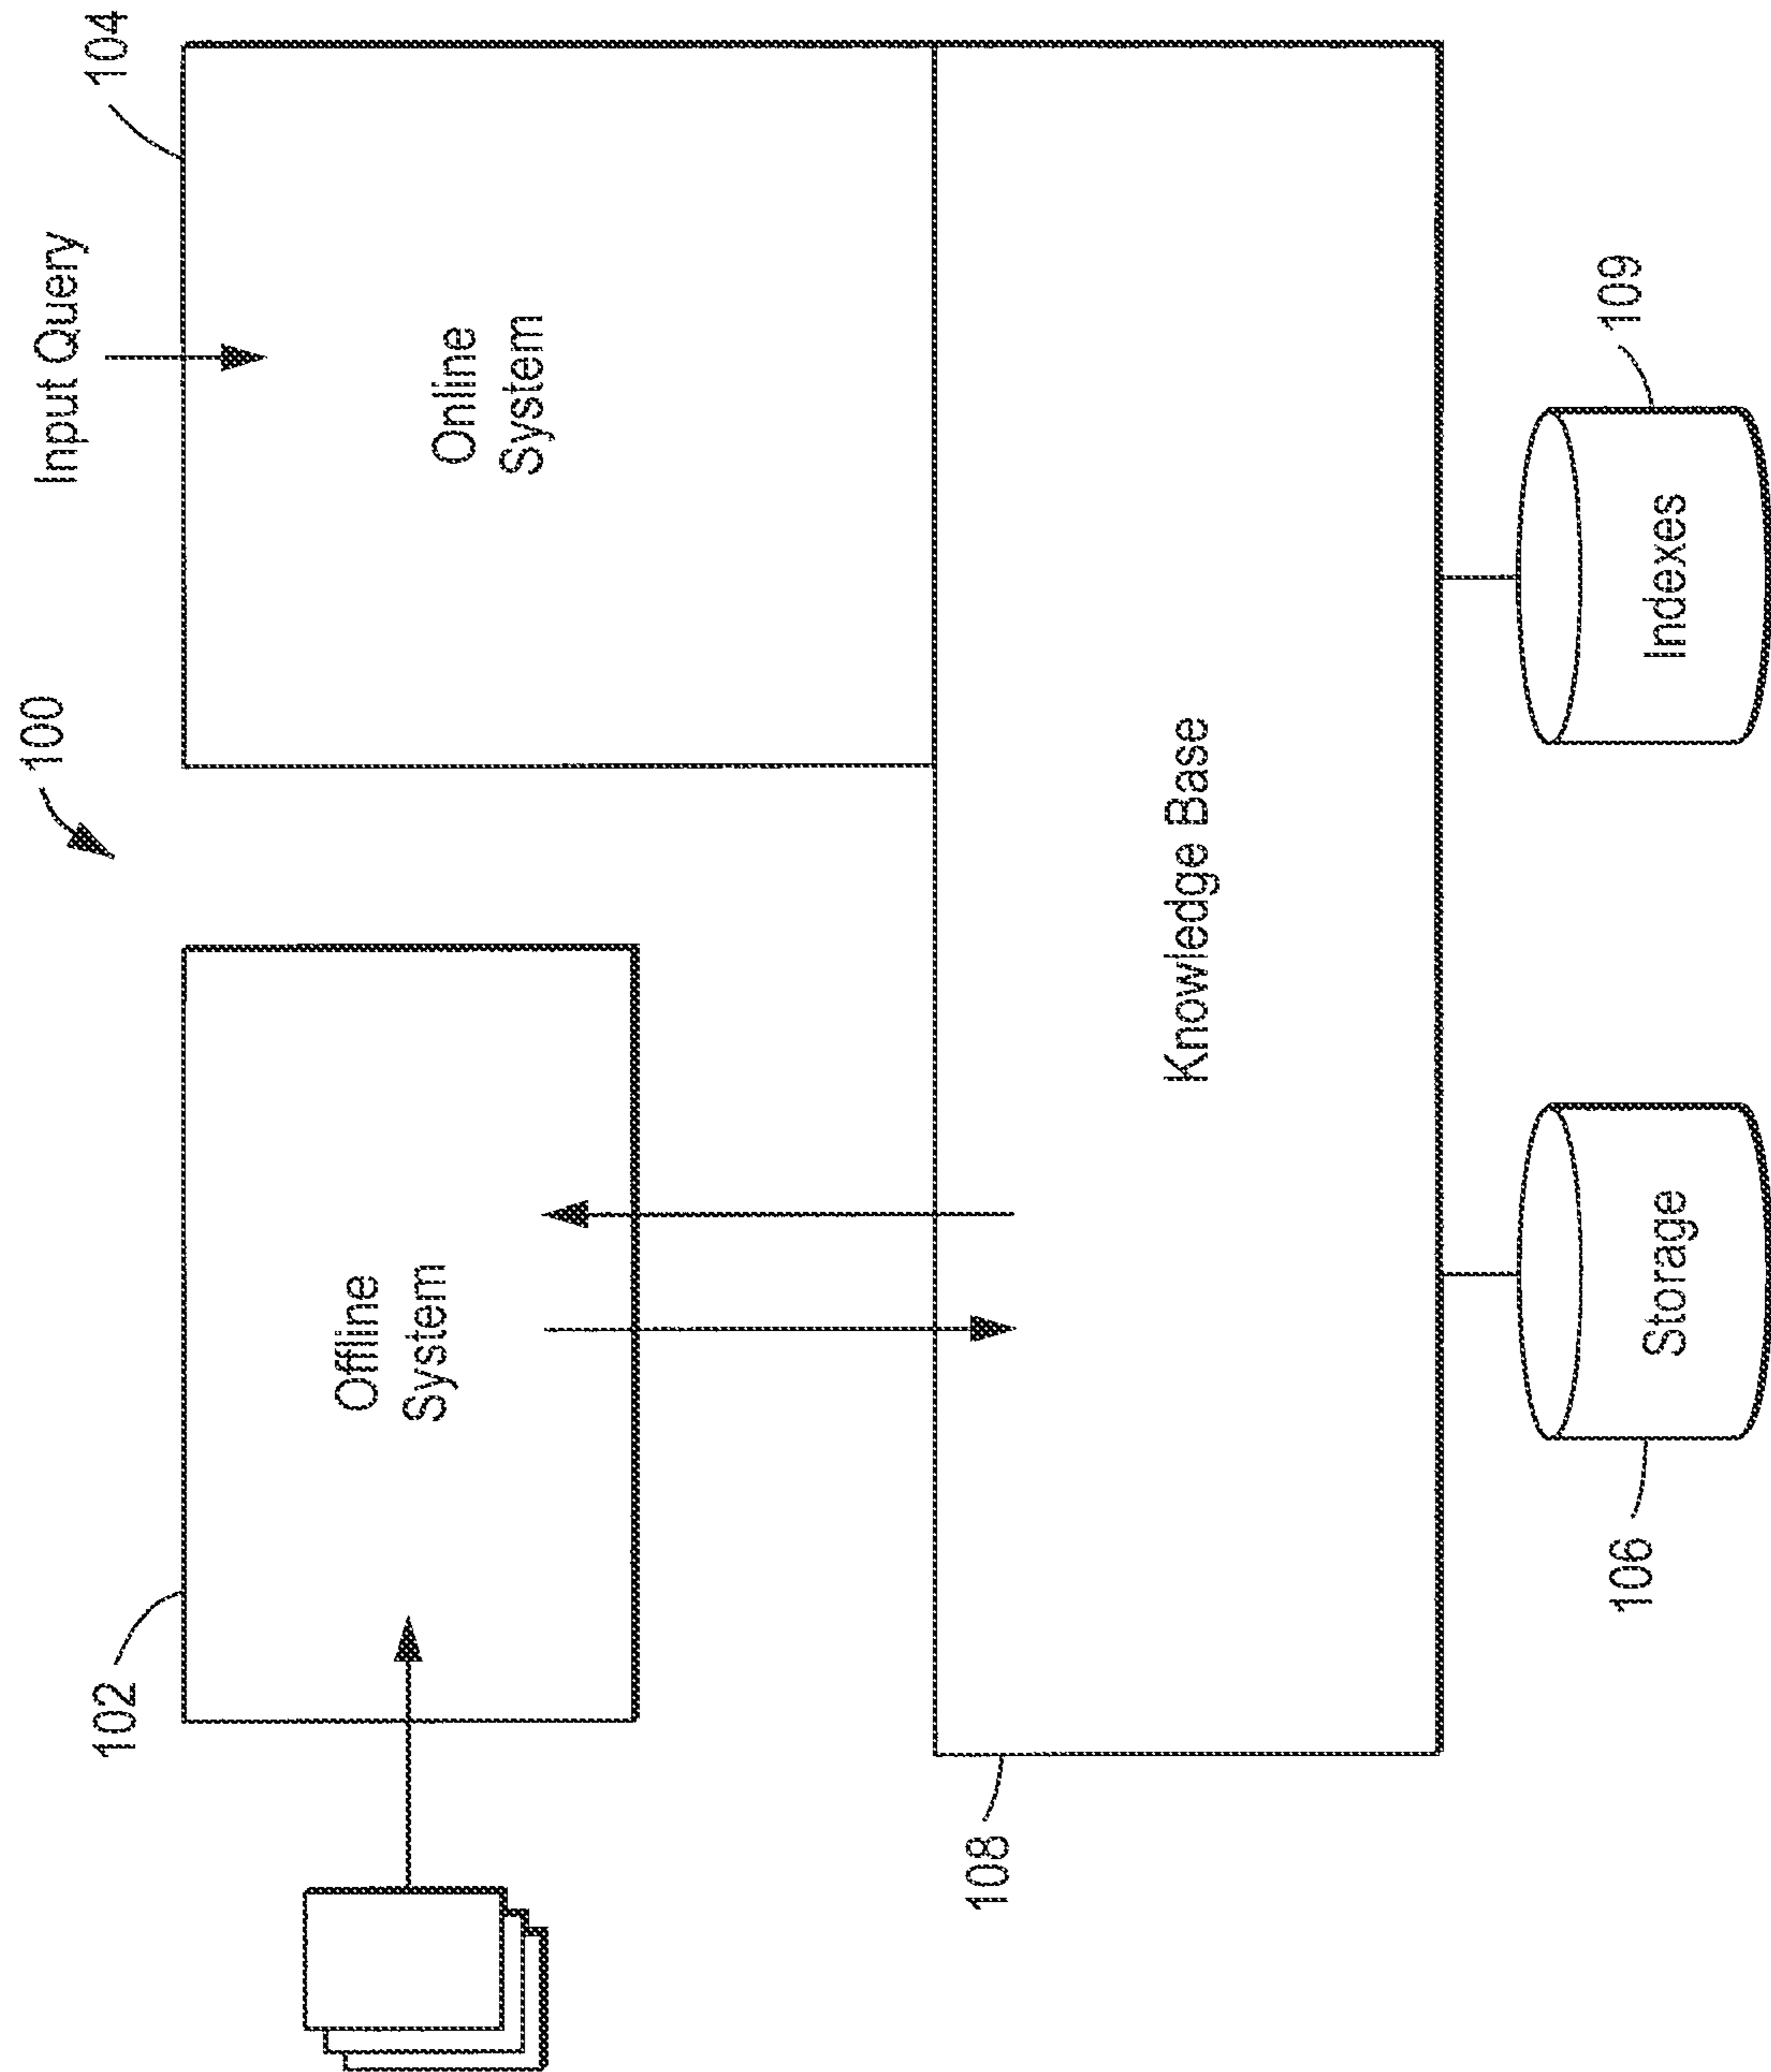 100
104
Input Query
102
Offline
System
Online
System
108
Knowledge Base
106
Storage
Indexes
109